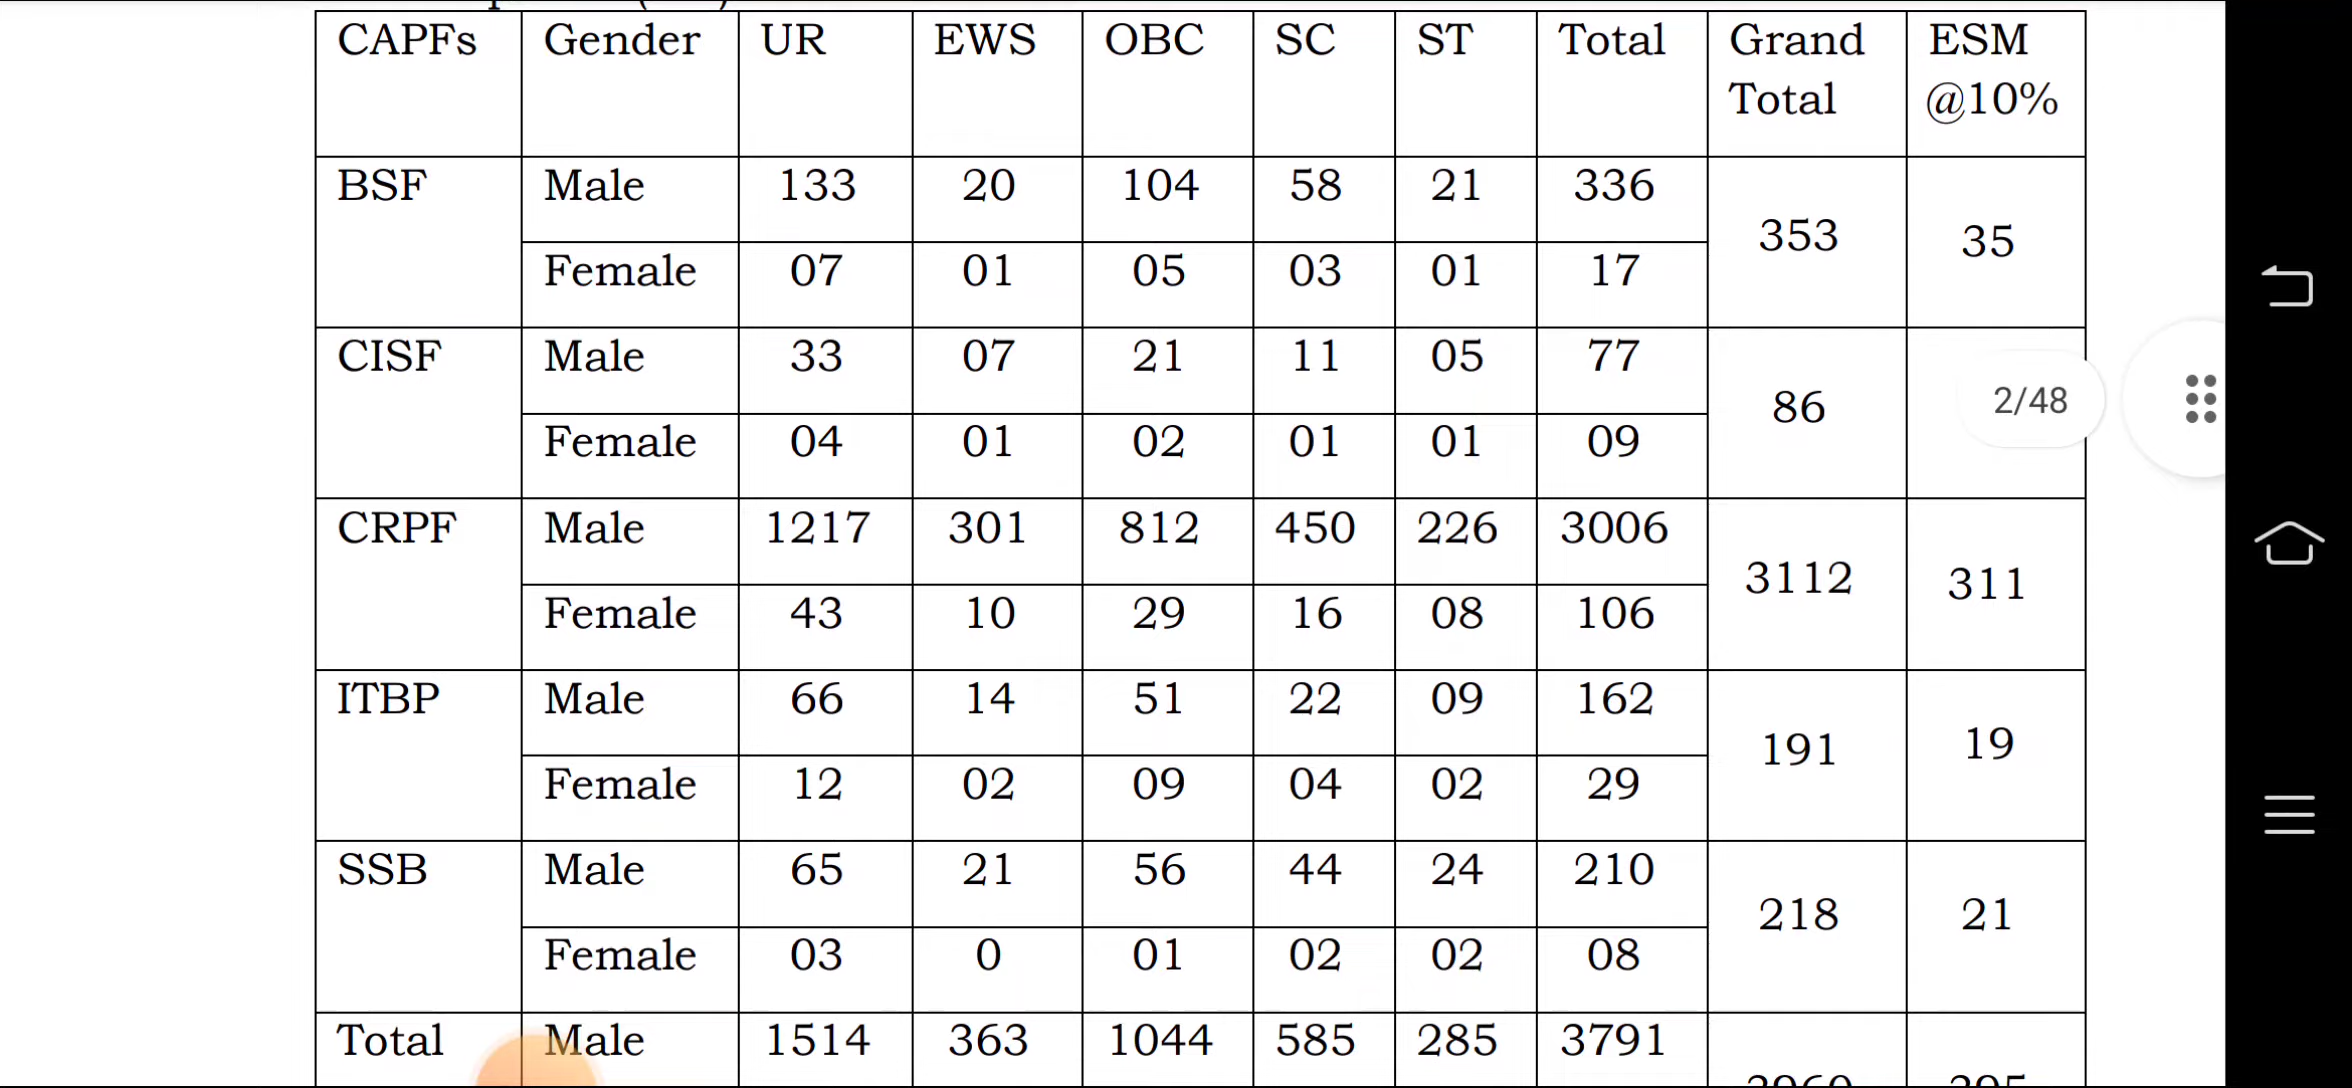 CAPFs Gender UR EWS OBC SC ST Total Grand Total ESM @10%
BSF Male 133 20 104 58 21 336 353 35
Female 07 01 05 03 01 17
CISF Male 33 07 21 11 05 77 86
Female 04 01 02 01 01 09
2/48
CRPF Male 1217 301 812 450 226 3006 3112 311
Female 43 10 29 16 08 106
ITBP Male 66 14 51 22 09 162 191 19
Female 12 02 09 04 02 29
SSB Male 65 21 56 44 24 210 218 21
Female 03 0 01 02 02 08
Total Male 1514 363 1044 585 285 3791